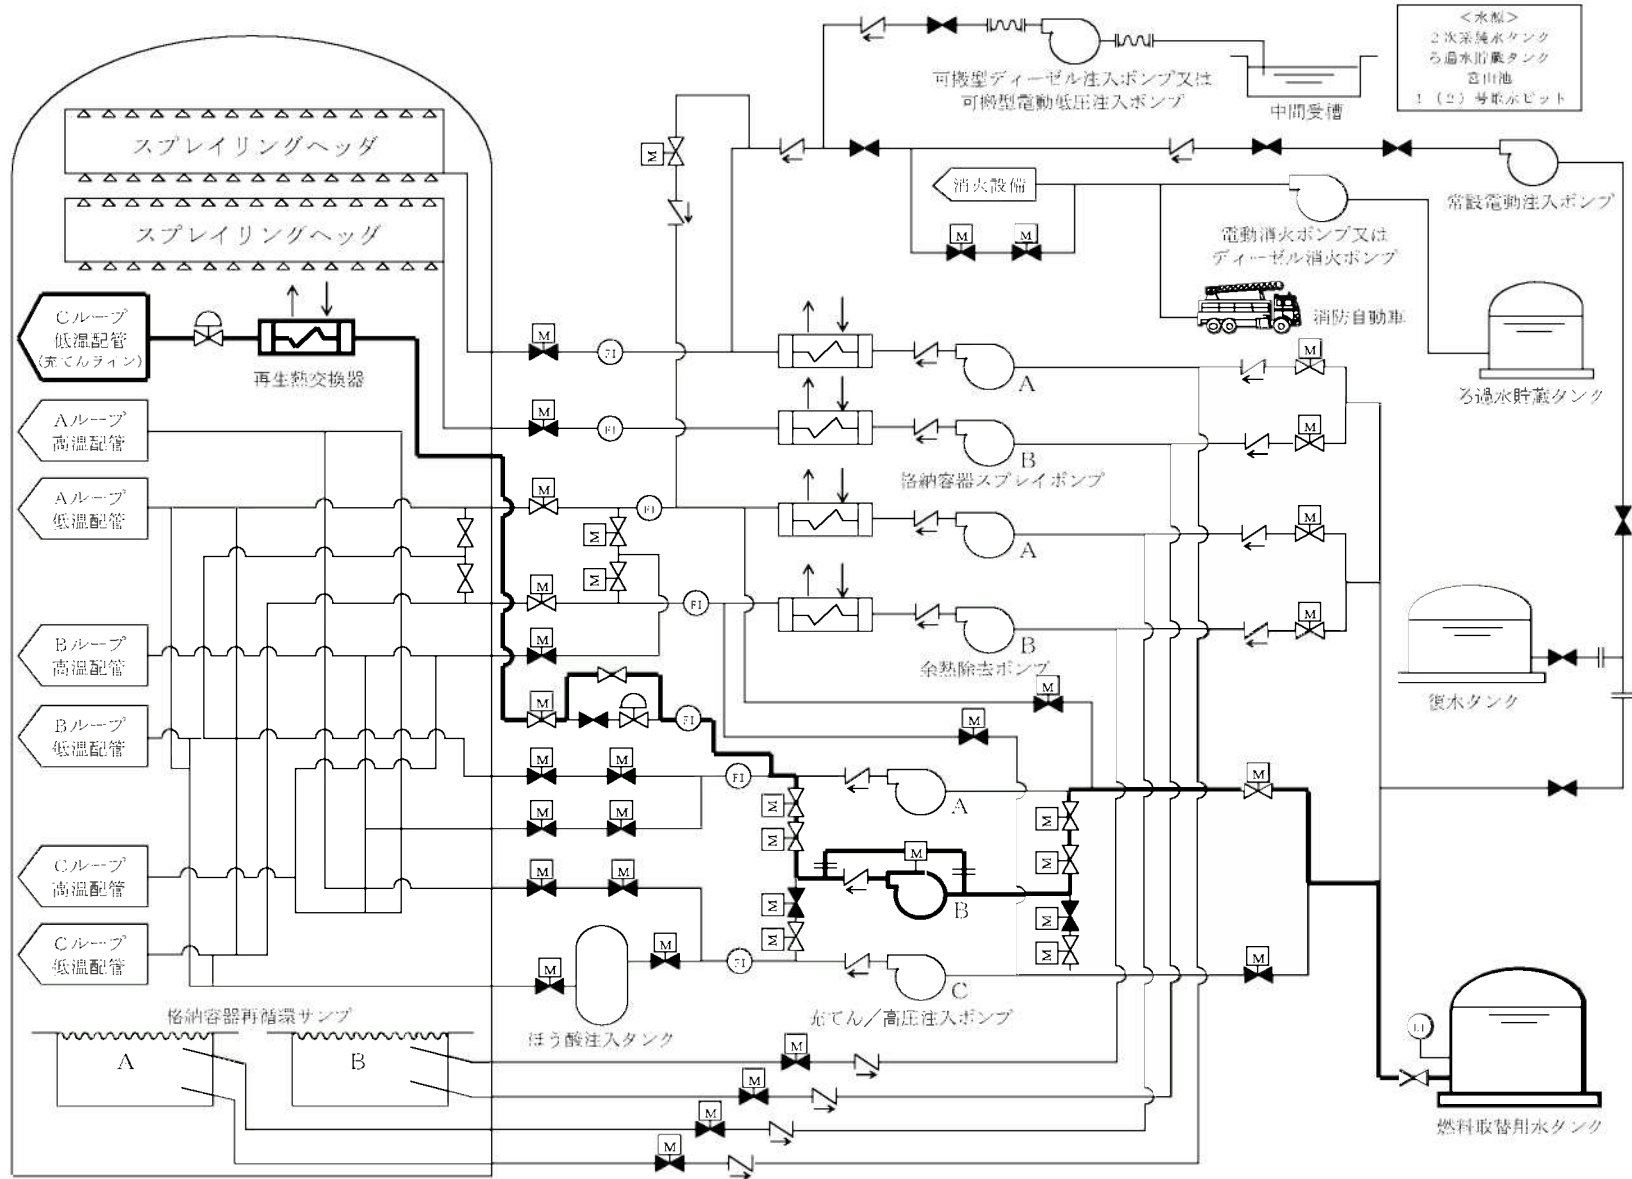 <水源>
2次系純水タンク
ろ過水貯蔵タンク
宮山池
1（2）号取水ピット
可搬型ディーゼル注入ポンプ又は
可搬型電動低圧注入ポンプ
中間受槽
スプレイリングヘッダ
M
消火設備
常設電動注入ポンプ
スプレイリングヘッダ
電動消火ポンプ又は
ディーゼル消火ポンプ
M
M
消防自動車
Cループ
低温配管
(充てんライン)
再生熱交換器
M
FI
A
M
ろ過水貯蔵タンク
Aループ
高温配管
M
FI
B
M
格納容器スプレイポンプ
Aループ
低温配管
M
FI
M
A
M
M
M
FI
B
M
余熱除去ポンプ
Bループ
高温配管
M
復水タンク
M
M
Bループ
低温配管
M
FI
M
M
FI
A
M
M
M
M
M
M
M
M
M
B
Cループ
高温配管
M
M
M
M
M
M
Cループ
低温配管
M
M
FI
C
M
充てん／高圧注入ポンプ
ほう酸注入タンク
格納容器再循環サンプ
A
B
M
M
M
M
LI
燃料取替用水タンク